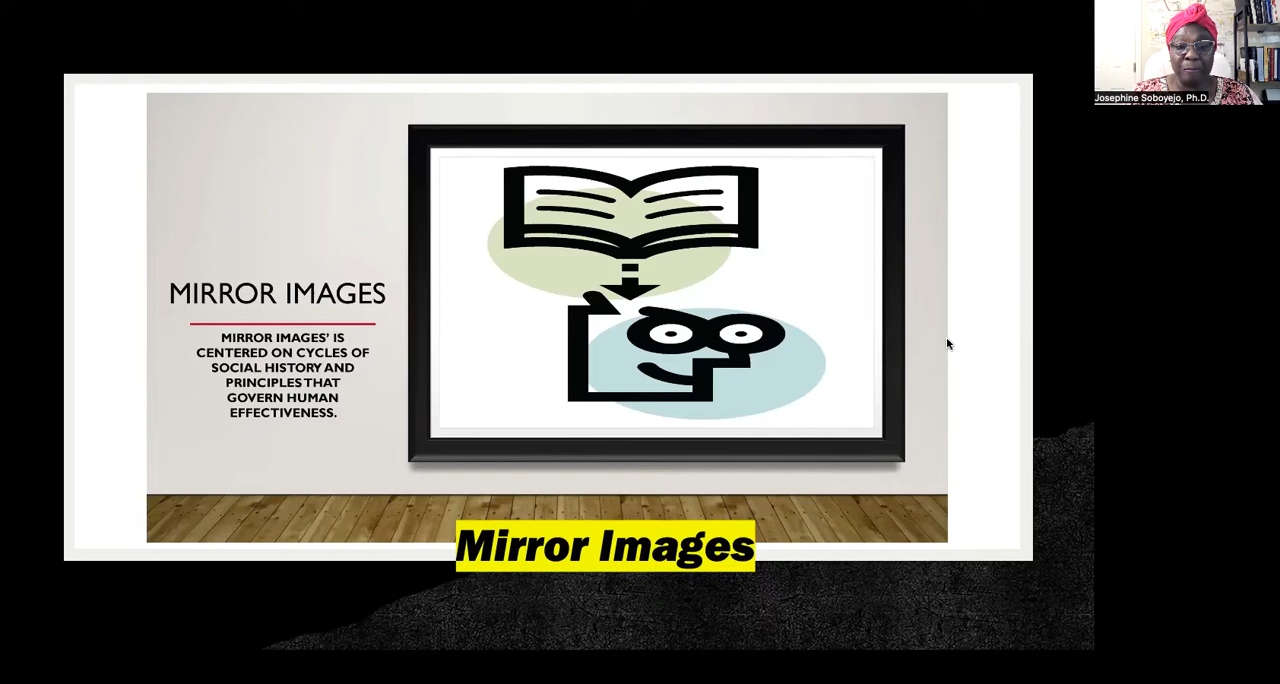 Josephine Soboyejo, Ph.D.
MIRROR IMAGES
MIRROR IMAGES' IS
CENTERED ON CYCLES OF
SOCIAL HISTORY AND
PRINCIPLES THAT
GOVERN HUMAN
EFFECTIVENESS.
Mirror Images